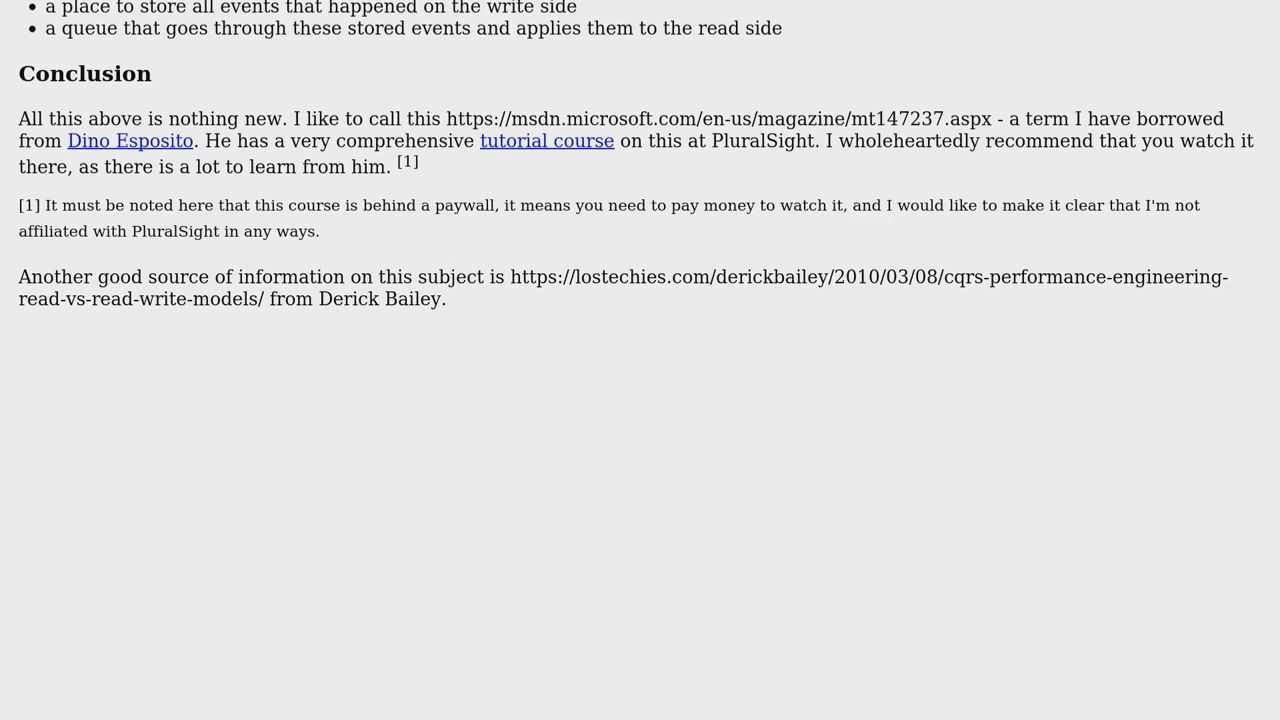 • a place to store all events that happened on the write side
• a queue that goes through these stored events and applies them to the read side
Conclusion
All this above is nothing new. I like to call this https://msdn.microsoft.com/en-us/magazine/mt147237.aspx - a term I have borrowed
from Dino Esposito. He has a very comprehensive tutorial course on this at PluralSight. I wholeheartedly recommend that you watch it
there, as there is a lot to learn from him. [1]
[1] It must be noted here that this course is behind a paywall, it means you need to pay money to watch it, and I would like to make it clear that I'm not
affiliated with PluralSight in any ways.
Another good source of information on this subject is https://lostechies.com/derickbailey/2010/03/08/cqrs-performance-engineering-
read-vs-read-write-models/ from Derick Bailey.